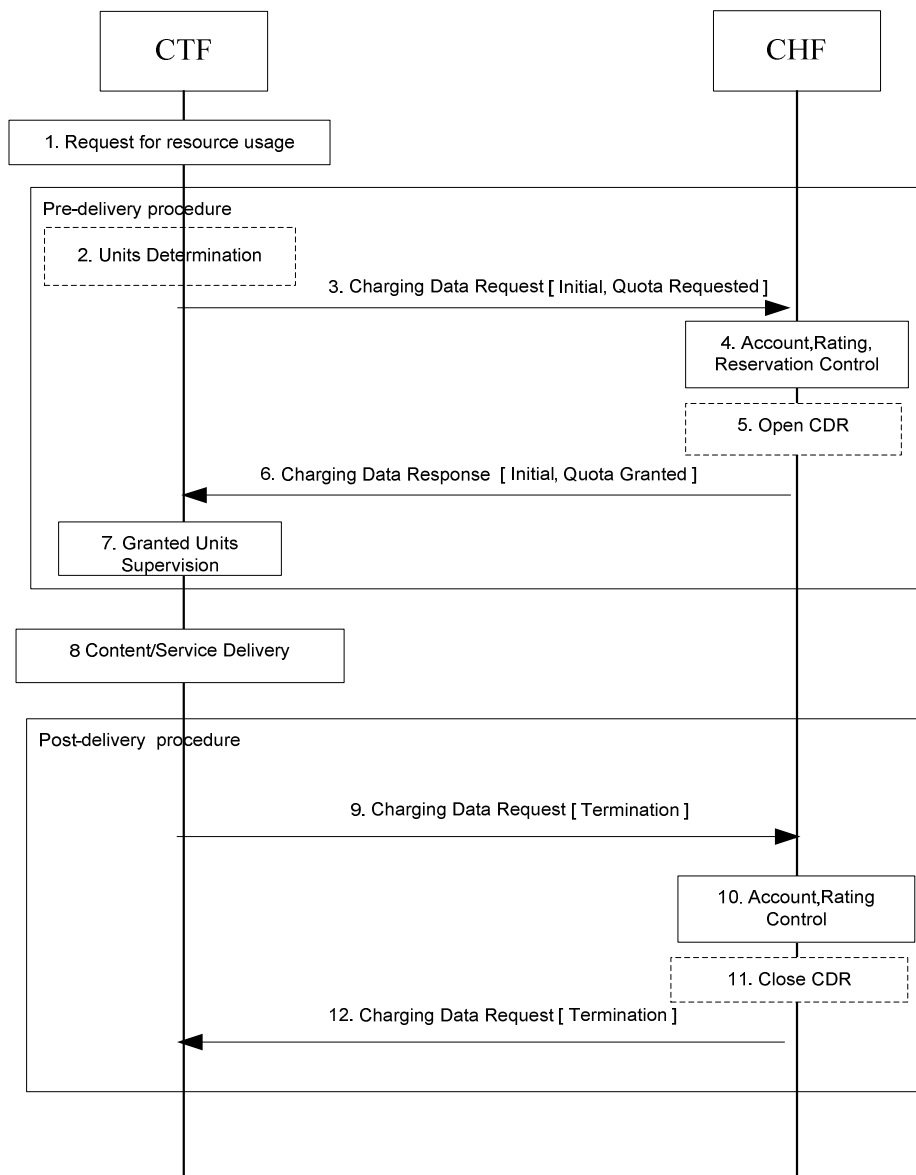 CTF
CHF
1. Request for resource usage
Pre-delivery procedure
2. Units Determination
3. Charging Data Request [ Initial, Quota Requested ]
4. Account,Rating,
Reservation Control
5. Open CDR
6. Charging Data Response [ Initial, Quota Granted ]
7. Granted Units
Supervision
8 Content/Service Delivery
Post-delivery procedure
9. Charging Data Request [ Termination ]
10. Account,Rating
Control
11. Close CDR
12. Charging Data Request [ Termination ]